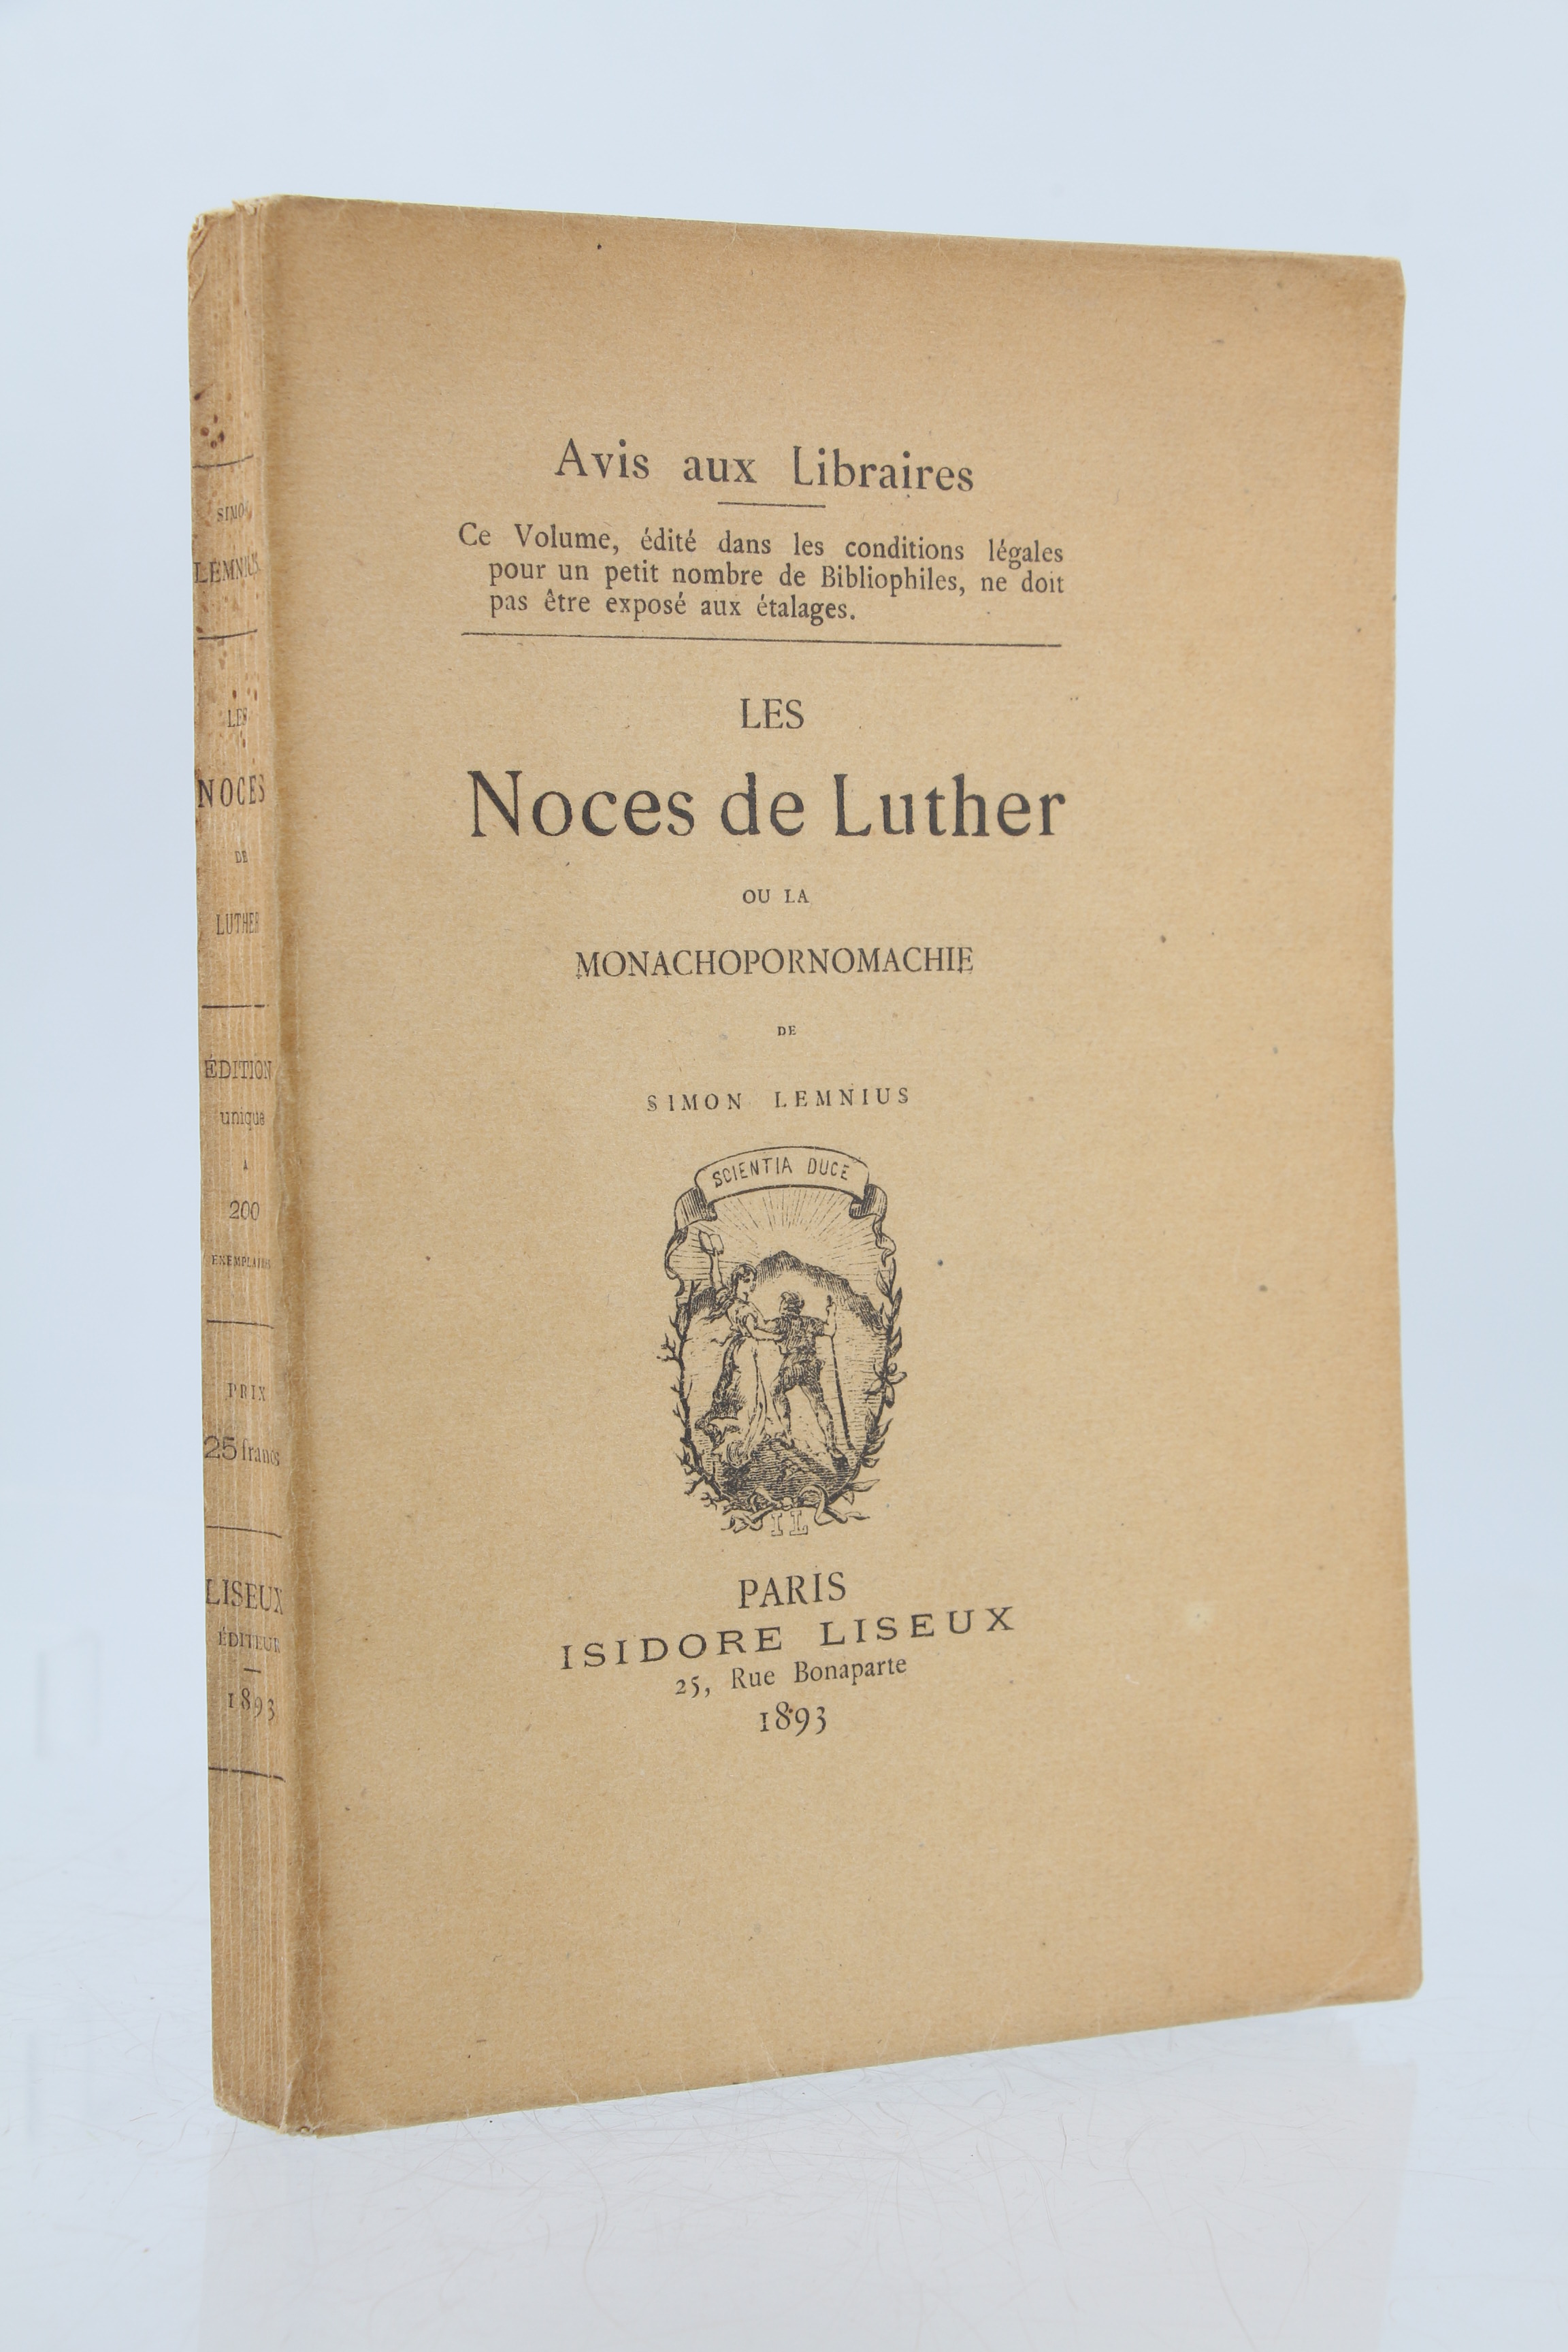 SIMON
LEMNIUS
LES
NOCES
DE
LUTHER
ÉDITION
unique
A
200
EXEMPLAIRES
PRIX
25 francs
LISEUX
ÉDITEUR
1893
Avis aux Libraires
Ce Volume, édité dans les conditions légales
pour un petit nombre de Bibliophiles, ne doit
pas être exposé aux étalages.
LES
Noces de Luther
OU LA
MONACHOPORNOMACHIE
DE
SIMON LEMNIUS
SCIENTIA DUCE
IL
PARIS
ISIDORE LISEUX
25, Rue Bonaparte
1893